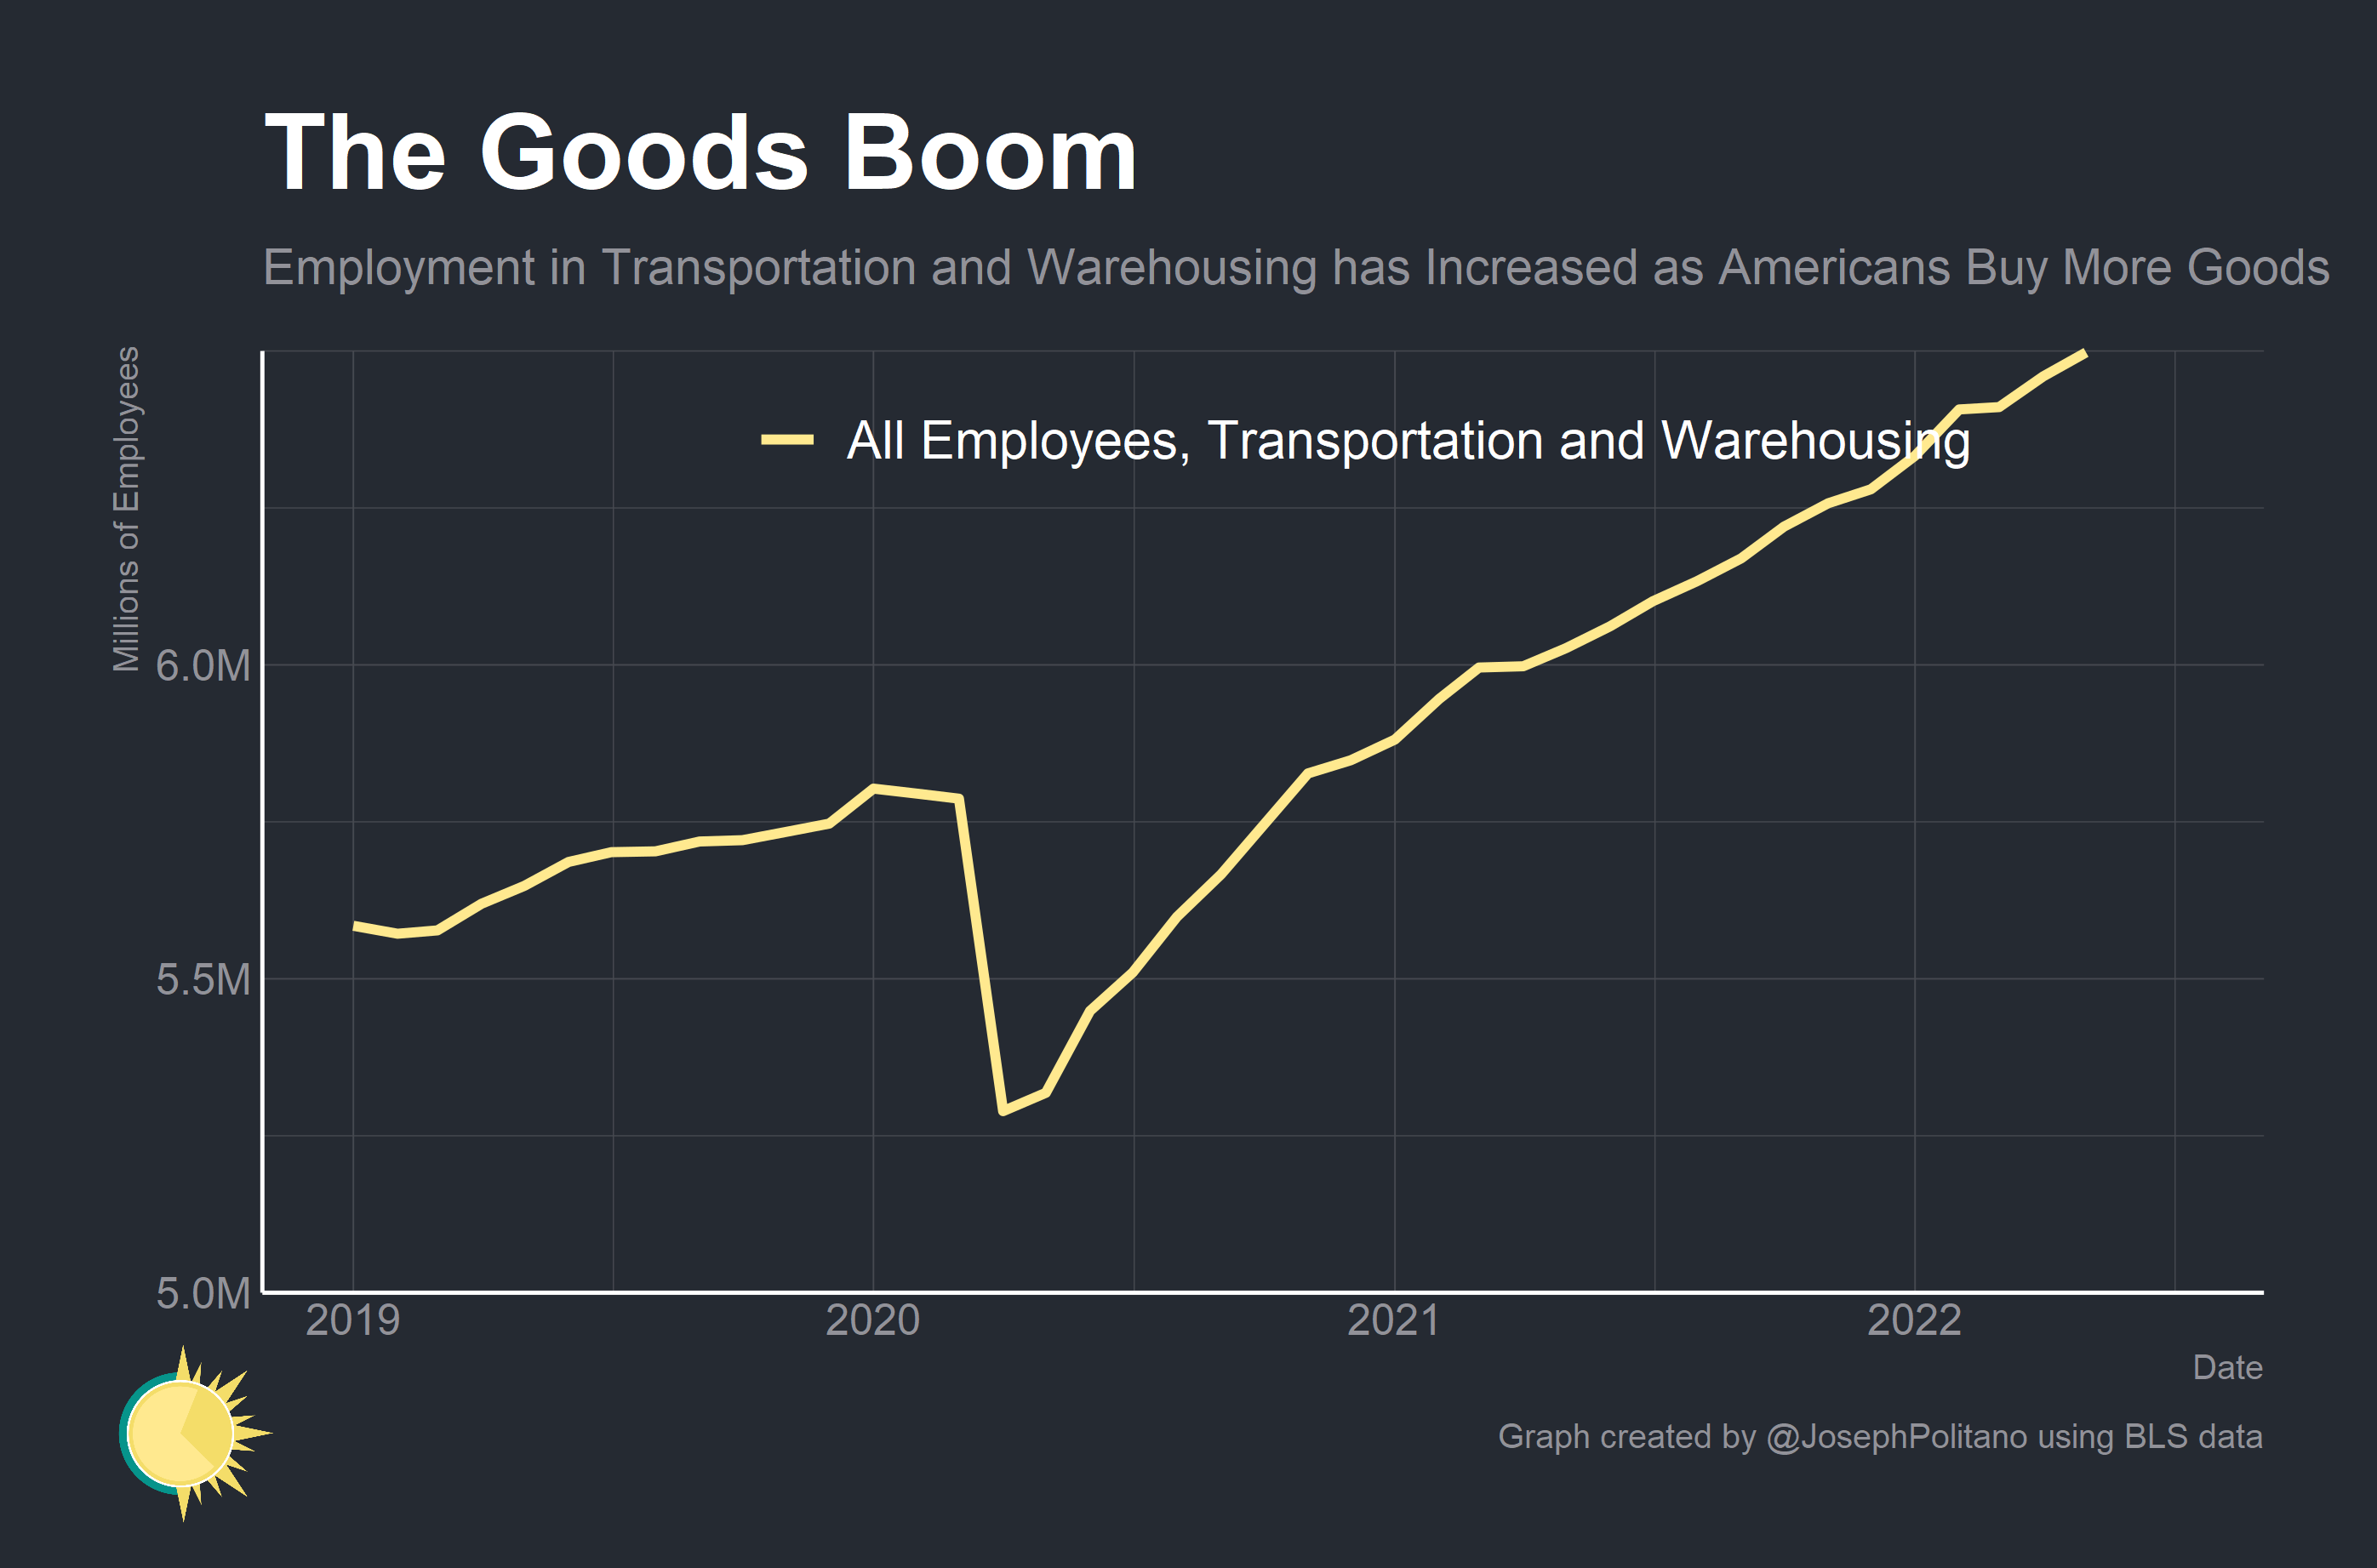 The Goods Boom
Employment in Transportation and Warehousing has Increased as Americans Buy More Goods
Millions of Employees
All Employees, Transportation and Warehousing
6.0M
5.5M
5.0M
2019 2020 2021 2022
Date
Graph created by @JosephPolitano using BLS data